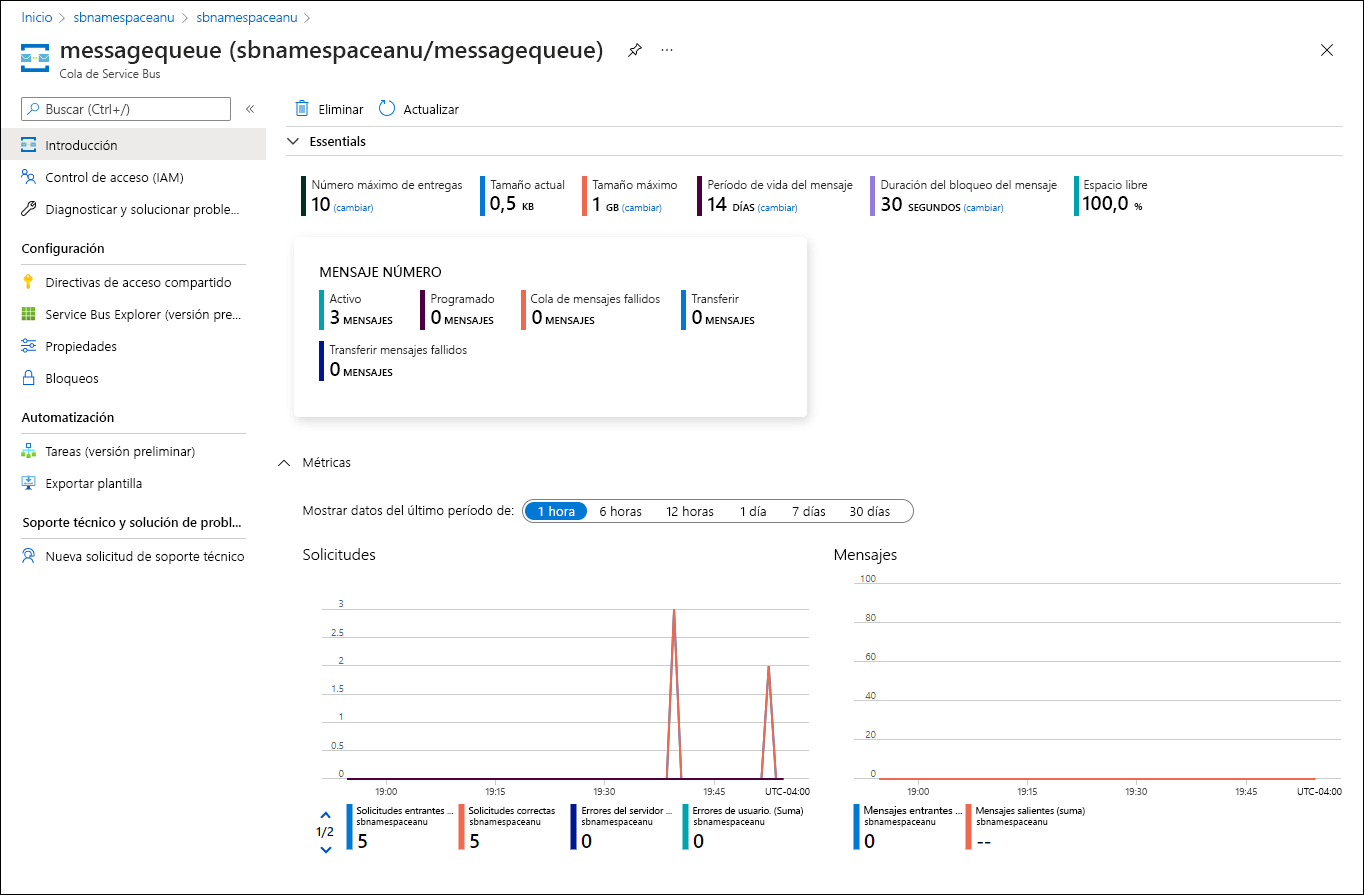 Inicio > sbnamespaceanu > sbnamespaceanu >
messagequeue (sbnamespaceanu/messagequeue)
Cola de Service Bus
Buscar (Ctrl+/)
Introducción
Control de acceso (IAM)
Diagnosticar y solucionar proble...
Configuración
Directivas de acceso compartido
Service Bus Explorer (versión pre...
Propiedades
Bloqueos
Automatización
Tareas (versión preliminar)
Exportar plantilla
Soporte técnico y solución de probl...
Nueva solicitud de soporte técnico
Eliminar Actualizar
Essentials
Número máximo de entregas
10 (cambiar)
Tamaño actual
0,5 KB
Tamaño máximo
1 GB (cambiar)
Período de vida del mensaje
14 DÍAS (cambiar)
Duración del bloqueo del mensaje
30 SEGUNDOS (cambiar)
Espacio libre
100,0 %
MENSAJE NÚMERO
Activo
3 MENSAJES
Programado
0 MENSAJES
Cola de mensajes fallidos
0 MENSAJES
Transferir
0 MENSAJES
Transferir mensajes fallidos
0 MENSAJES
Métricas
Mostrar datos del último período de: 1 hora 6 horas 12 horas 1 día 7 días 30 días
Solicitudes
3
2.5
2
1.5
1
0.5
0
19:00 19:15 19:30 19:45 UTC-04:00
1/2
Solicitudes entrantes ...
sbnamespaceanu
5
Solicitudes correctas
sbnamespaceanu
5
Errores del servidor ...
sbnamespaceanu
0
Errores de usuario. (Suma)
sbnamespaceanu
0
Mensajes
100
80
60
40
20
0
19:00 19:15 19:30 19:45 UTC-04:00
Mensajes entrantes ...
sbnamespaceanu
0
Mensajes salientes (suma)
sbnamespaceanu
--